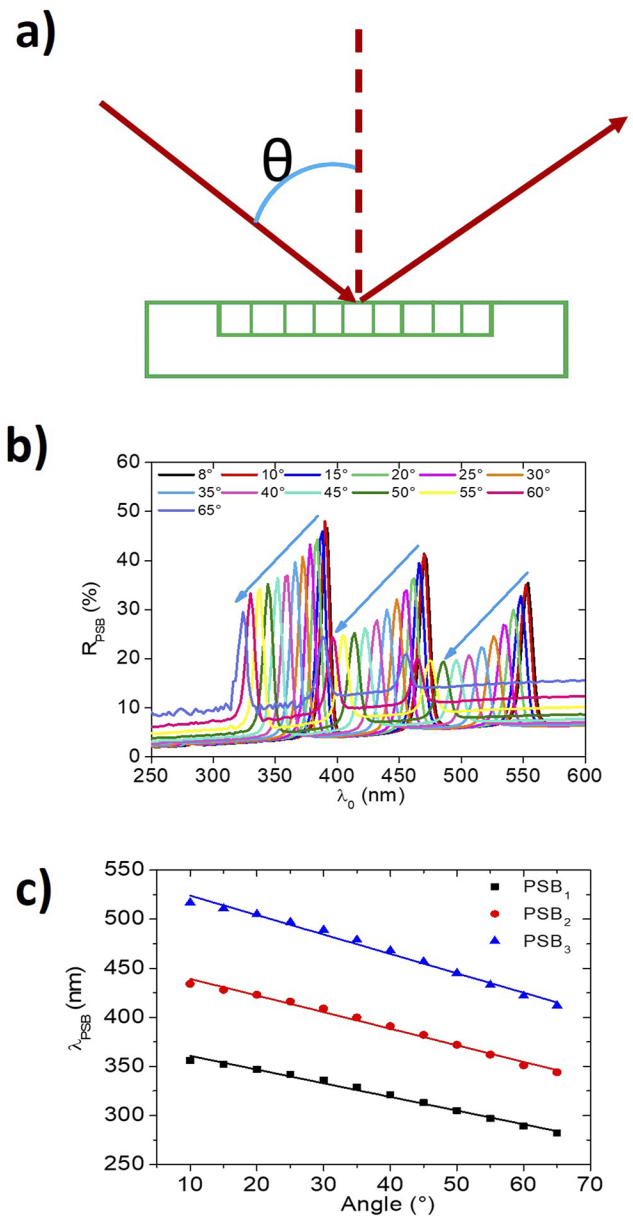 a)
θ
b)
60
50
40
30
20
10
0
R_PSB (%)
8° 10° 15° 20° 25° 30°
35° 40° 45° 50° 55° 60°
65°
250 300 350 400 450 500 550 600
λ₀ (nm)
c)
550
500
450
400
350
300
250
λ_PSB (nm)
PSB₁
PSB₂
PSB₃
10 20 30 40 50 60 70
Angle (°)